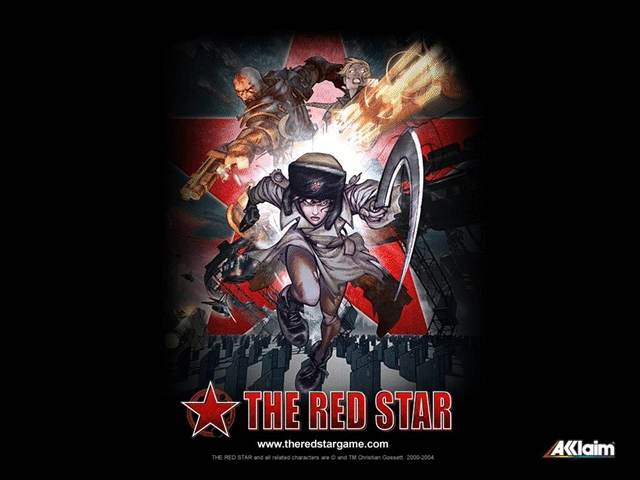 THE RED STAR
www.theredstargame.com
THE RED STAR and all related characters are © and TM Christian Gossett. 2000-2004.
AKKlaim